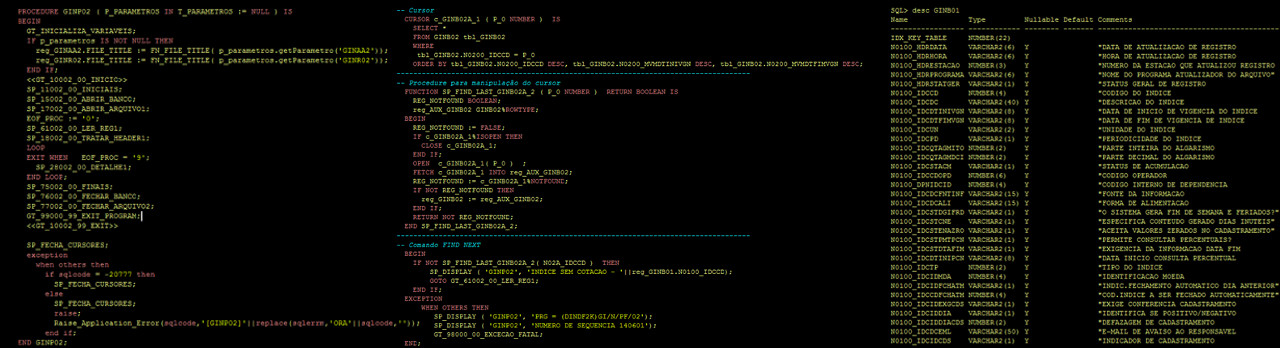 PROCEDURE GINP02 ( P_PARAMETROS IN T_PARAMETROS := NULL ) IS
BEGIN
GT_INICIALIZA_VARIAVEIS;
IF p_parametros IS NOT NULL THEN
reg_GINAA2.FILE_TITLE := FN_FILE_TITLE( p_parametros.getParametro('GINAA2'));
reg_GINR02.FILE_TITLE := FN_FILE_TITLE( p_parametros.getParametro('GINR02'));
END IF;
<<GT_10002_00_INICIO>>
SP_11002_00_INICIAIS;
SP_15002_00_ABRIR_BANCO;
SP_17002_00_ABRIR_ARQUIVO1;
EOF_PROC := '0';
SP_61002_00_LER_REG1;
SP_18002_00_TRATAR_HEADER1;
LOOP
EXIT WHEN EOF_PROC = '9';
SP_28002_00_DETALHE1;
END LOOP;
SP_75002_00_FINAIS;
SP_76002_00_FECHAR_BANCO;
SP_77002_00_FECHAR_ARQUIVO2;
GT_99000_99_EXIT_PROGRAM;
<<GT_10002_99_EXIT>>
SP_FECHA_CURSORES;
exception
when others then
if sqlcode = -20777 then
SP_FECHA_CURSORES;
else
SP_FECHA_CURSORES;
raise;
Raise_Application_Error(sqlcode,'[GINP02]'||replace(sqlerrm,'ORA'||sqlcode,''));
end if;
END GINP02;
-- Cursor
CURSOR c_GINB02A_1 ( P_0 NUMBER ) IS
SELECT *
FROM GINB02 tbl_GINB02
WHERE
tbl_GINB02.N0200_IDCCD = P_0
ORDER BY tbl_GINB02.N0200_IDCCD DESC, tbl_GINB02.N0200_MVMDTINIVGN DESC, tbl_GINB02.N0200_MVMDTFIMVGN DESC;
-- Procedure para manipulação do cursor
FUNCTION SP_FIND_LAST_GINB02A_2 ( P_0 NUMBER ) RETURN BOOLEAN IS
REG_NOTFOUND BOOLEAN;
reg_AUX_GINB02 GINB02%ROWTYPE;
BEGIN
REG_NOTFOUND := FALSE;
IF c_GINB02A_1%ISOPEN THEN
CLOSE c_GINB02A_1;
END IF;
OPEN c_GINB02A_1( P_0 ) ;
FETCH c_GINB02A_1 INTO reg_AUX_GINB02;
REG_NOTFOUND := c_GINB02A_1%NOTFOUND;
IF NOT REG_NOTFOUND THEN
reg_GINB02 := reg_AUX_GINB02;
END IF;
RETURN NOT REG_NOTFOUND;
END SP_FIND_LAST_GINB02A_2;
-- Comando FIND NEXT
BEGIN
IF NOT SP_FIND_LAST_GINB02A_2( N02A_IDCCD ) THEN
SP_DISPLAY ( 'GINP02', 'INDICE SEM COTACAO - '||reg_GINB01.N0100_IDCCD);
GOTO GT_61002_00_LER_REG1;
END IF;
EXCEPTION
WHEN OTHERS THEN
SP_DISPLAY ( 'GINP02', 'PRG = (DINDF2K)GI/N/PF/02');
SP_DISPLAY ( 'GINP02', 'NUMERO DE SEQUENCIA 140601');
GT_98000_00_EXCECAO_FATAL;
END;
SQL> desc GINB01
Name Type Nullable Default Comments
IDX_KEY_TABLE NUMBER(22)
N0100_HDRDATA VARCHAR2(6) Y "DATA DE ATUALIZACAO DE REGISTRO
N0100_HDRHORA VARCHAR2(6) Y "HORA DE ATUALIZACAO DE REGISTRO
N0100_HDRESTACAO NUMBER(3) Y "NUMERO DA ESTACAO QUE ATUALIZOU REGISTRO
N0100_HDRPROGRAMA VARCHAR2(6) Y "NOME DO PROGRAMA ATUALIZADOR DO ARQUIVO"
N0100_HDRSTATGER VARCHAR2(1) Y "STATUS GERAL DE REGISTRO
N0100_IDCCD NUMBER(4) Y "CODIGO DO INDICE
N0100_IDCDC VARCHAR2(40) Y "DESCRICAO DO INDICE
N0100_IDCDTINIVGN VARCHAR2(8) Y "DATA DE INICIO DE VIGENCIA DO INDICE
N0100_IDCDTFIMVGN VARCHAR2(8) Y "DATA DE FIM DE VIGENCIA DE INDICE
N0100_IDCUN VARCHAR2(2) Y "UNIDADE DO INDICE
N0100_IDCPD VARCHAR2(1) Y "PERIODICIDADE DO INDICE
N0100_IDCQTAGMITO NUMBER(2) Y "PARTE INTEIRA DO ALGARISMO
N0100_IDCQTAGMDCI NUMBER(2) Y "PARTE DECIMAL DO ALGARISMO
N0100_IDCSTACM VARCHAR2(1) Y "STATUS DE ACUMULACAO
N0100_IDCCDOPD NUMBER(6) Y "CODIGO OPERADOR
N0100_DPNIDCID NUMBER(4) Y "CODIGO INTERNO DE DEPENDENCIA
N0100_IDCDCFNTINF VARCHAR2(15) Y "FONTE DA INFORMACAO
N0100_IDCDCALI VARCHAR2(15) Y "FORMA DE ALIMENTACAO
N0100_IDCSTDGIFRD VARCHAR2(1) Y "O SISTEMA GERA FIM DE SEMANA E FERIADOS?"
N0100_IDCSTCNE VARCHAR2(1) Y "ESPECIFICA CONTEUDO GERADO DIAS INUTEIS"
N0100_IDCSTENAZRO VARCHAR2(1) Y "ACEITA VALORES ZERADOS NO CADASTRAMENTO"
N0100_IDCSTPMTPCN VARCHAR2(1) Y "PERMITE CONSULTAR PERCENTUAIS?
N0100_IDCSTDTAFIM VARCHAR2(1) Y "EXIGENCIA DA INFORMACAO DATA FIM
N0100_IDCDTINIPCN VARCHAR2(8) Y "DATA INICIO CONSULTA PERCENTUAL
N0100_IDCTP NUMBER(2) Y "TIPO DO INDICE
N0100_IDCIDMDA NUMBER(4) Y "IDENTIFICACAO MOEDA
N0100_IDCIDFCHATM VARCHAR2(1) Y "INDIC.FECHAMENTO AUTOMATICO DIA ANTERIOR"
N0100_IDCCDFCHATM NUMBER(4) Y "COD.INDICE A SER FECHADO AUTOMATICAMENTE"
N0100_IDCIDEXGCDS VARCHAR2(1) Y "EXIGE CONFERENCIA CADASTRAMENTO
N0100_IDCIDDIA VARCHAR2(1) Y "IDENTIFICA SE POSITIVO/NEGATIVO
N0100_IDCIDDIACDS NUMBER(2) Y "DEFAZAGEM DE CADASTRAMENTO
N0100_IDCDCEML VARCHAR2(50) Y "E-MAIL DE AVAISO AO RESPONSAVEL
N0100_IDCIDCDS VARCHAR2(1) Y "INDICADOR DE CADASTRAMENTO